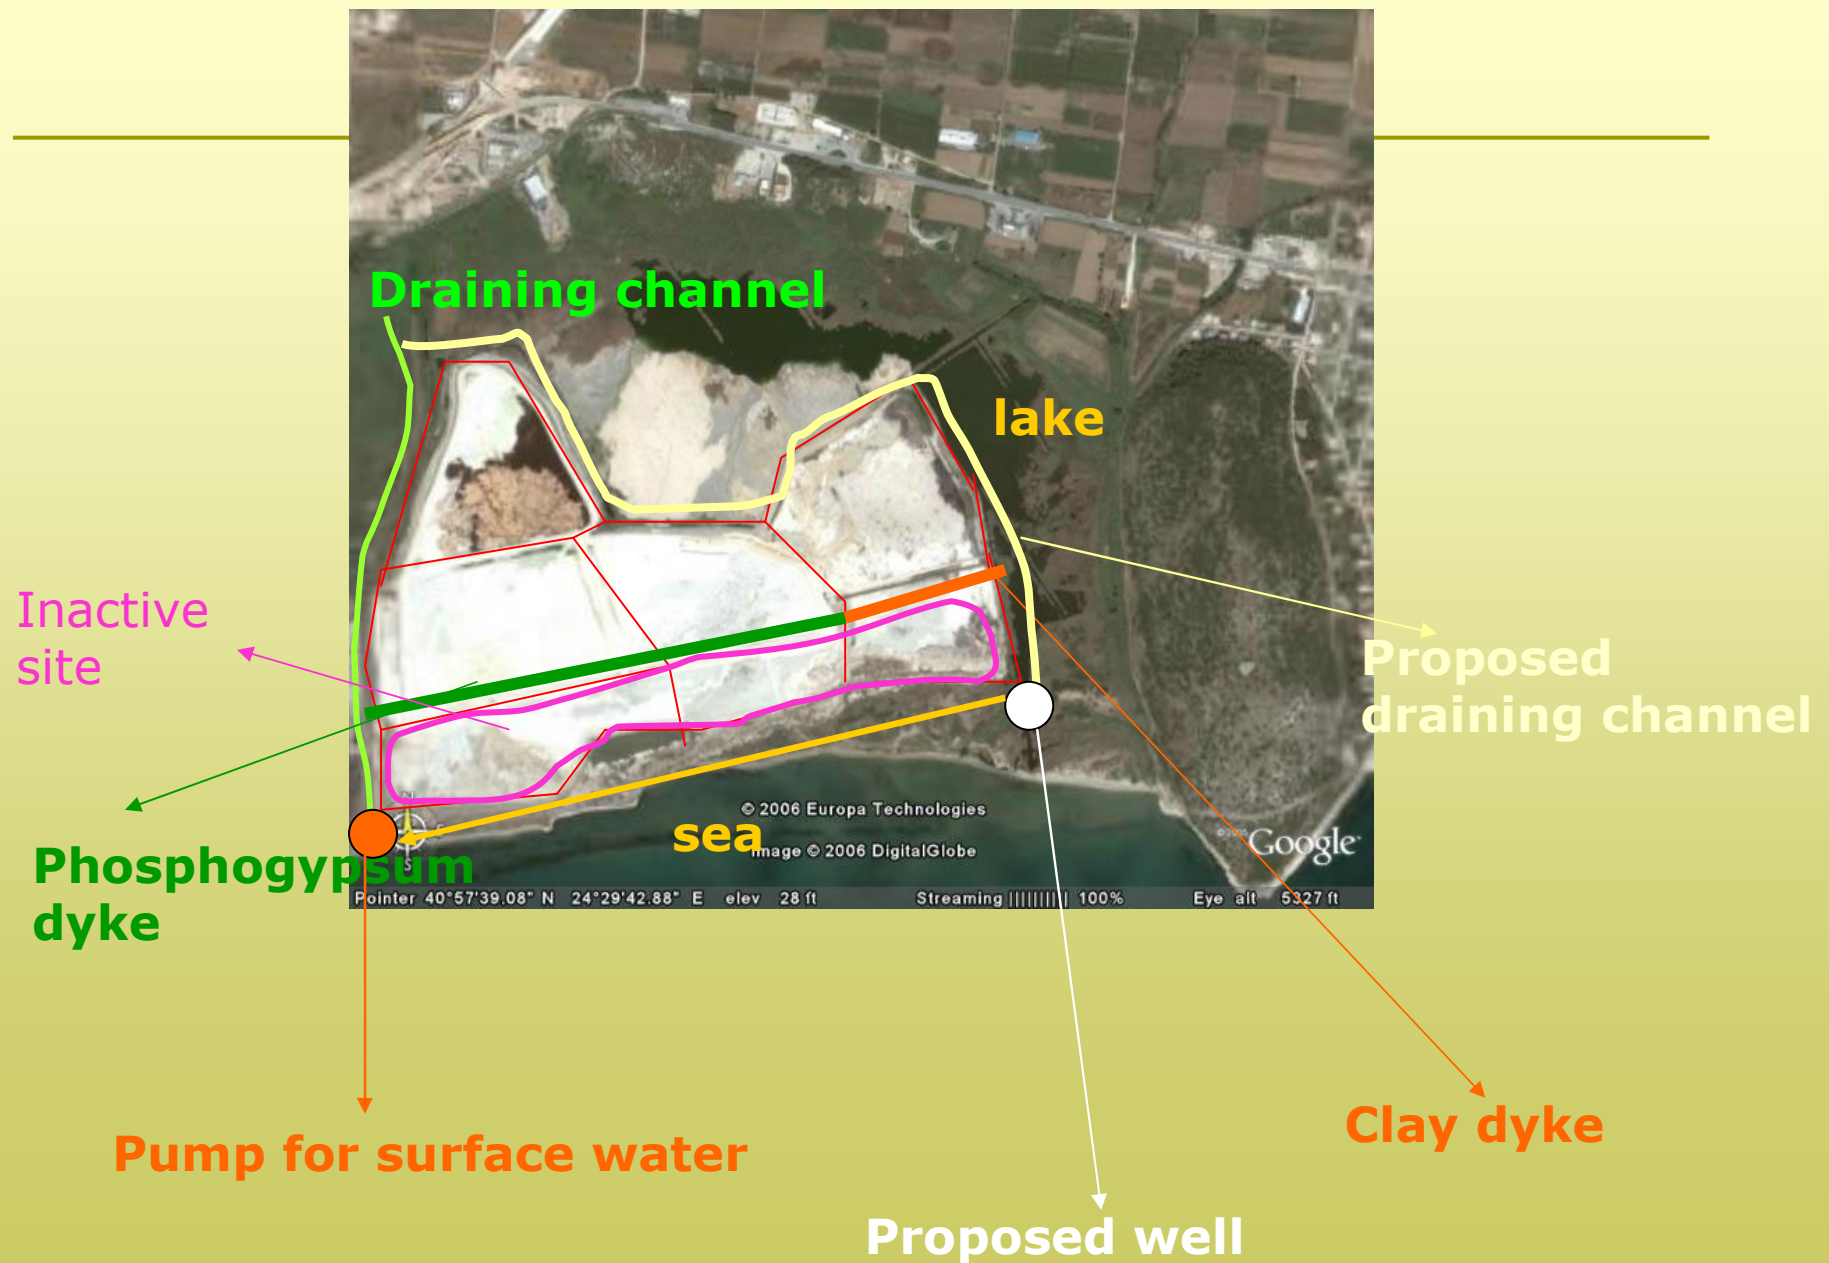 Draining channel
lake
Inactive
site
Proposed
draining channel
© 2006 Europa Technologies
sea
Image © 2006 DigitalGlobe
© 2006 Google
N
E
S
Phosphogypsum
dyke
Pointer 40°57'39.08" N 24°29'42.88" E elev 28 ft Streaming ||||||||| 100% Eye alt 5327 ft
Clay dyke
Pump for surface water
Proposed well